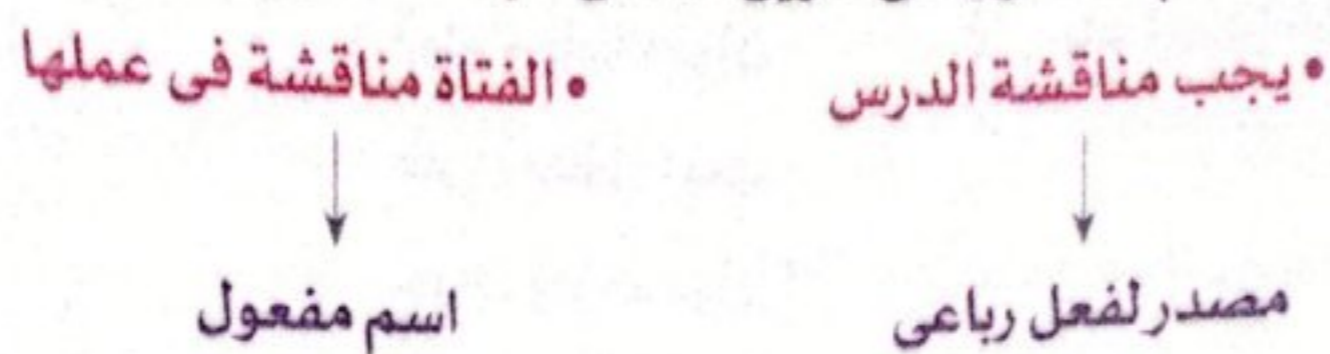 • يجب مناقشة الدرس
• الفتاة مناقشة فى عملها
مصدر لفعل رباعى
اسم مفعول